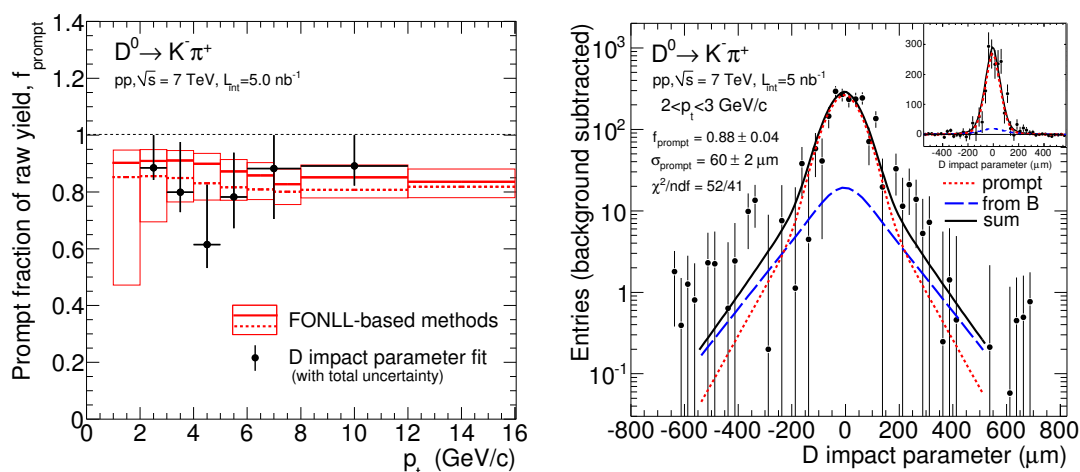 Prompt fraction of raw yield, f_prompt
1.4
1.2
1
0.8
0.6
0.4
0.2
0
D⁰→ K⁻π⁺
pp,√s = 7 TeV, L_int=5.0 nb⁻¹
FONLL-based methods
D impact parameter fit
(with total uncertainty)
0 2 4 6 8 10 12 14 16
p_t (GeV/c)
Entries (background subtracted)
10³
10²
10
1
10⁻¹
D⁰→ K⁻π⁺
pp,√s = 7 TeV, L_int=5 nb⁻¹
2<p_t<3 GeV/c
f_prompt = 0.88 ± 0.04
σ_prompt = 60 ± 2 μm
χ²/ndf = 52/41
300
200
100
0
-400 -200 0 200 400
D impact parameter (μm)
prompt
from B
sum
-800 -600 -400 -200 0 200 400 600 800
D impact parameter (μm)